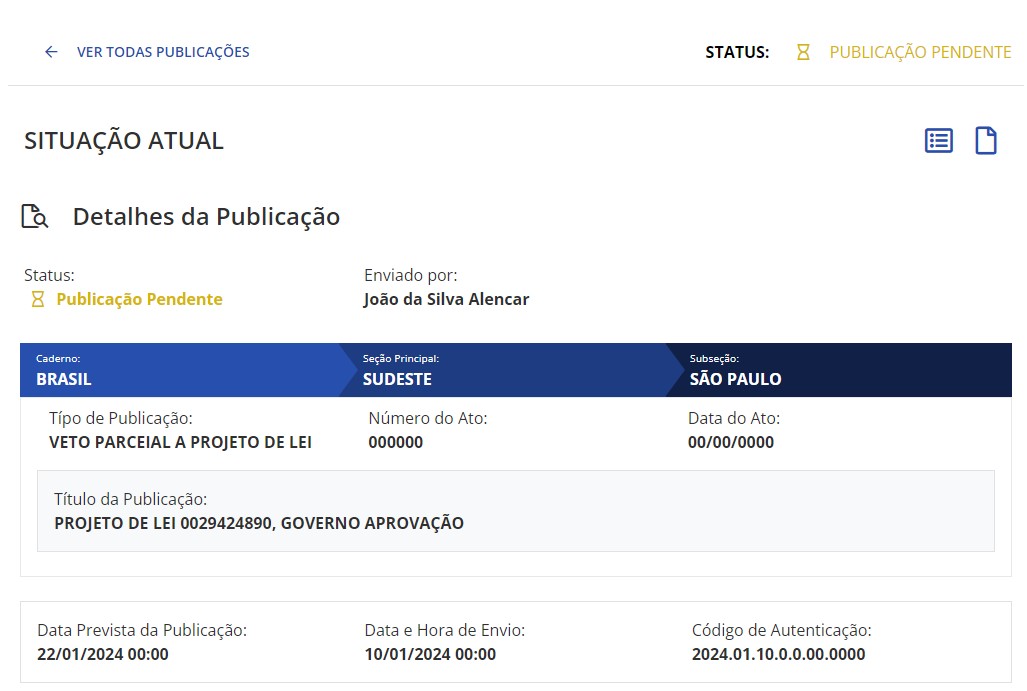 VER TODAS PUBLICAÇÕES
STATUS: PUBLICAÇÃO PENDENTE
SITUAÇÃO ATUAL
Detalhes da Publicação
Status: Enviado por:
Publicação Pendente João da Silva Alencar
Caderno: Seção Principal: Subseção:
BRASIL SUDESTE SÃO PAULO
Típo de Publicação: Número do Ato: Data do Ato:
VETO PARCEIAL A PROJETO DE LEI 000000 00/00/0000
Título da Publicação:
PROJETO DE LEI 0029424890, GOVERNO APROVAÇÃO
Data Prevista da Publicação: Data e Hora de Envio: Código de Autenticação:
22/01/2024 00:00 10/01/2024 00:00 2024.01.10.0.0.00.0000